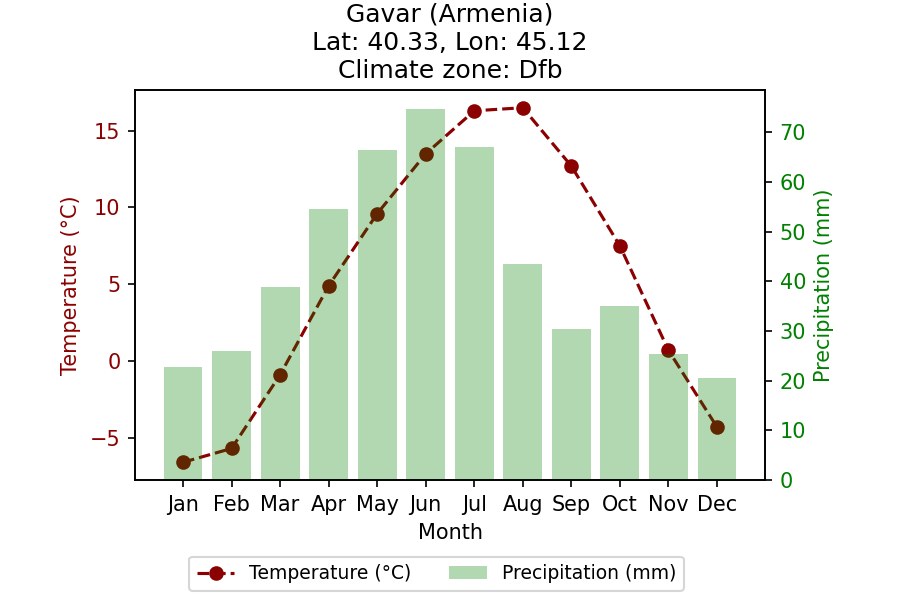 Gavar (Armenia)
Lat: 40.33, Lon: 45.12
Climate zone: Dfb
15
10
5
0
−5
Temperature (°C)
70
60
50
40
30
20
10
0
Precipitation (mm)
Jan Feb Mar Apr May Jun Jul Aug Sep Oct Nov Dec
Month
Temperature (°C) Precipitation (mm)